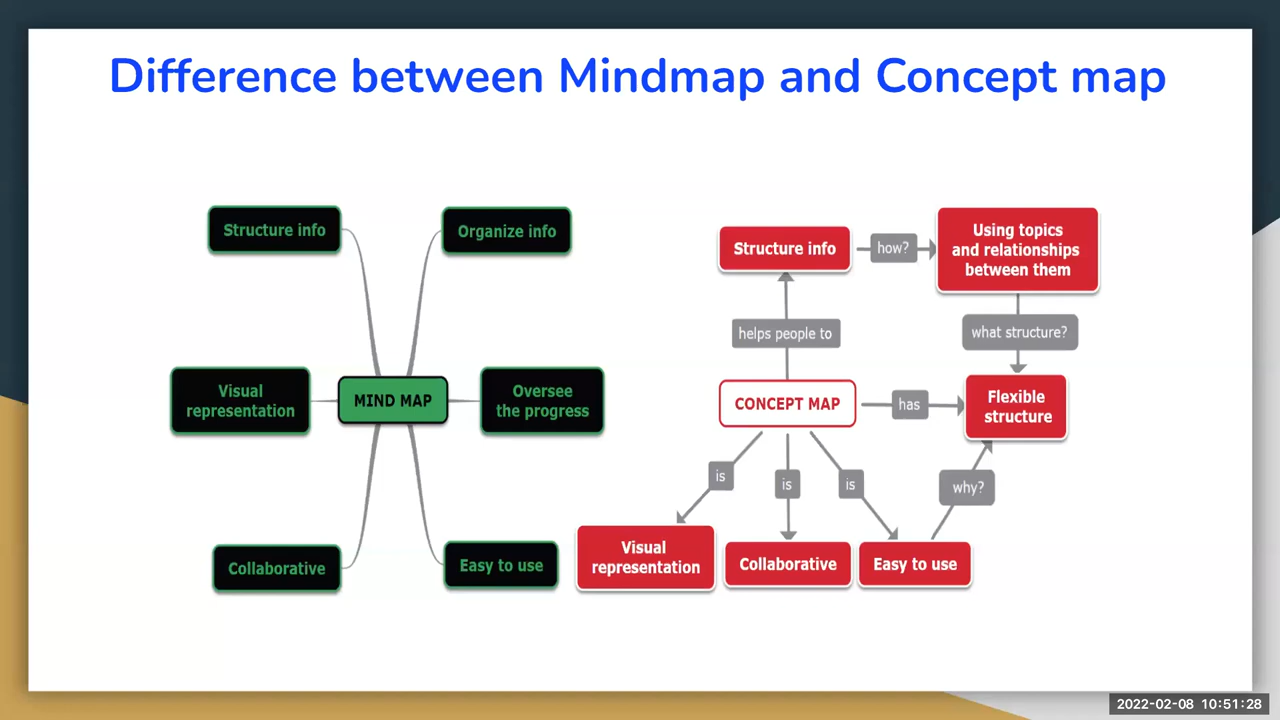 Difference between Mindmap and Concept map
Structure info
Organize info
Visual
representation
MIND MAP
Oversee
the progress
Collaborative
Easy to use
Structure info
how?
Using topics
and relationships
between them
helps people to
what structure?
CONCEPT MAP
has
Flexible
structure
is
is
is
why?
Visual
representation
Collaborative
Easy to use
2022-02-08 10:51:28